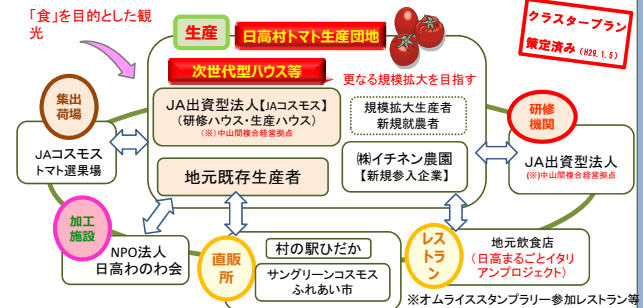 「食」を目的とした観
光
生産
日高村トマト生産団地
クラスタープラン
策定済み（H29.1.5）
次世代型ハウス等
更なる規模拡大を目指す
集出
荷場
JAコスモス
トマト選果場
JA出資型法人【JAコスモス】
（研修ハウス・生産ハウス）
（※）中山間複合経営拠点
規模拡大生産者
新規就農者
研修
機関
JA出資型法人
(※)中山間複合経営拠点
地元既存生産者
㈱イチネン農園
【新規参入企業】
加工
施設
NPO法人
日高わのわ会
直販
所
村の駅ひだか
サングリーンコスモス
ふれあい市
レス
トラ
ン
地元飲食店
（日高まるごとイタリ
アンプロジェクト）
※オムライススタンプラリー参加レストラン等